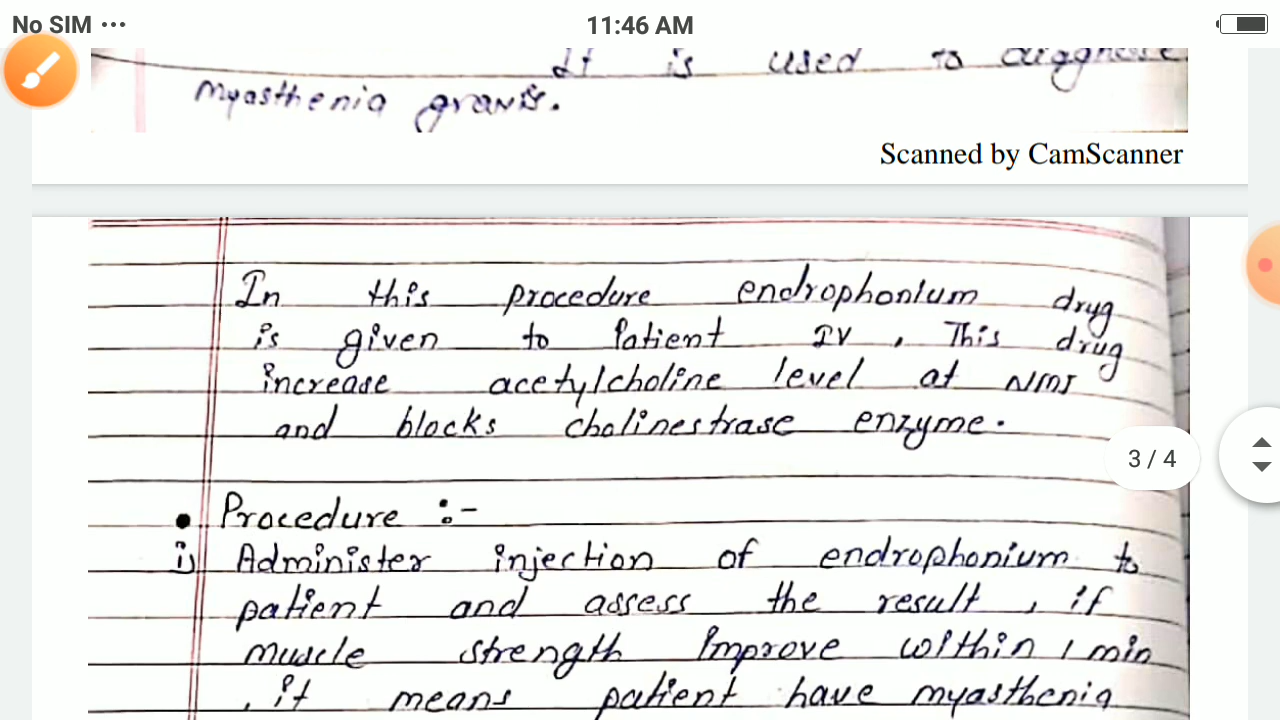 No SIM ...
11:46 AM
It is used to diagnose
myasthenia gravis.
Scanned by CamScanner
In this procedure endrophonium drug
is given to Patient IV , This drug
increase acetylcholine level at NMJ
and blocks cholinestrase enzyme.
3 / 4
• Procedure :-
i) Administer injection of endrophonium to
patient and assess the result , if
muscle strength Improve within 1 min
, it means patient have myasthenia